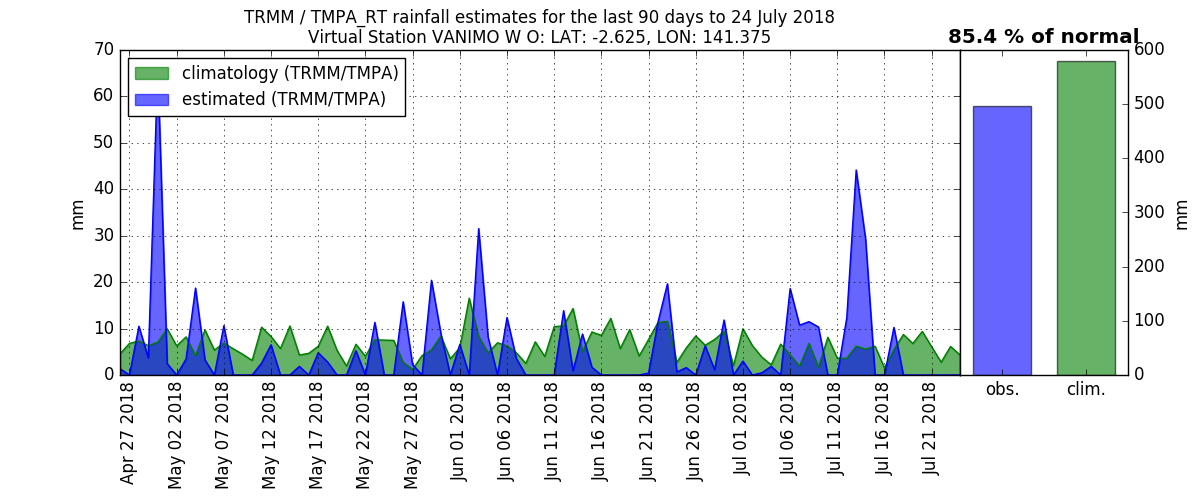 TRMM / TMPA_RT rainfall estimates for the last 90 days to 24 July 2018
Virtual Station VANIMO W O: LAT: -2.625, LON: 141.375
85.4 % of normal
climatology (TRMM/TMPA)
estimated (TRMM/TMPA)
70
60
50
40
30
20
10
0
mm
Apr 27 2018
May 02 2018
May 07 2018
May 12 2018
May 17 2018
May 22 2018
May 27 2018
Jun 01 2018
Jun 06 2018
Jun 11 2018
Jun 16 2018
Jun 21 2018
Jun 26 2018
Jul 01 2018
Jul 06 2018
Jul 11 2018
Jul 16 2018
Jul 21 2018
obs.
clim.
600
500
400
300
200
100
0
mm